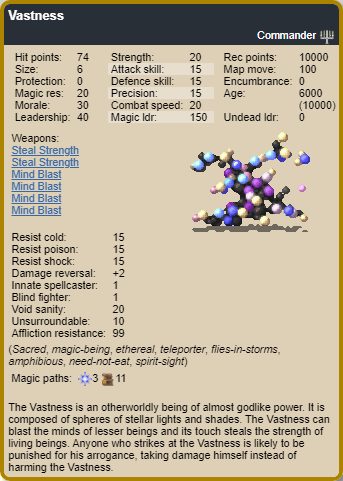 Vastness
Commander
Hit points: 74 Strength: 20 Rec points: 10000
Size: 6 Attack skill: 15 Map move: 100
Protection: 0 Defence skill: 15 Encumbrance: 0
Magic res: 20 Precision: 15 Age: 6000
Morale: 30 Combat speed: 20 (10000)
Leadership: 40 Magic ldr: 150 Undead ldr: 0
Weapons:
Steal Strength
Steal Strength
Mind Blast
Mind Blast
Mind Blast
Mind Blast
Resist cold: 15
Resist poison: 15
Resist shock: 15
Damage reversal: +2
Innate spellcaster: 1
Blind fighter: 1
Void sanity: 20
Unsurroundable: 10
Affliction resistance: 99
(Sacred, magic-being, ethereal, teleporter, flies-in-storms,
amphibious, need-not-eat, spirit-sight)
Magic paths: 3 11
The Vastness is an otherworldly being of almost godlike power. It is
composed of spheres of stellar lights and shades. The Vastness can
blast the minds of lesser beings and its touch steals the strength of
living beings. Anyone who strikes at the Vastness is likely to be
punished for his arrogance, taking damage himself instead of
harming the Vastness.